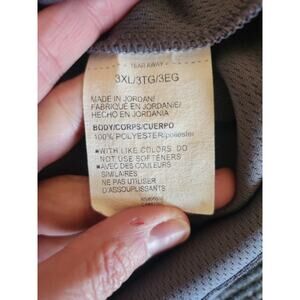 - TEAR AWAY -
3XL/3TG/3EG
MADE IN JORDAN/
FABRIQUÉ EN JORDANIE/
HECHO EN JORDANIA
BODY/CORPS/CUERPO
100% POLYESTER/poliester
■WITH LIKE COLORS DO
NOT USE SOFTENERS
■AVEC DES COULEURS
SIMILAIRES
NE PAS UTILISER
D'ASSOUPLISSANTS